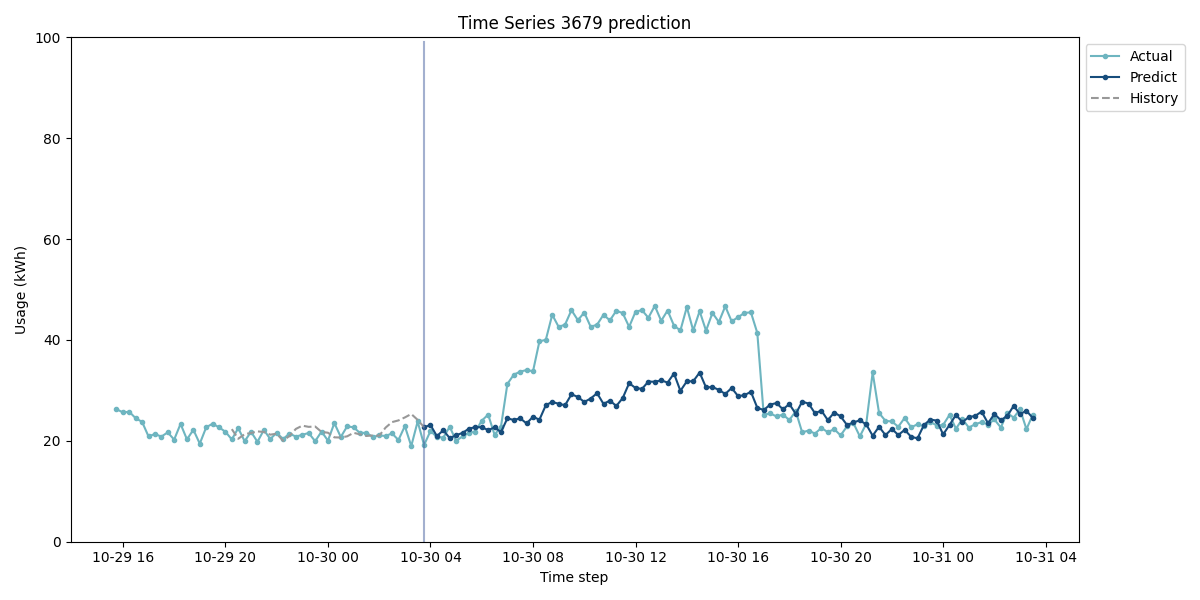 Time Series 3679 prediction
100
80
60
40
20
0
Usage (kWh)
10-29 16
10-29 20
10-30 00
10-30 04
10-30 08
10-30 12
10-30 16
10-30 20
10-31 00
10-31 04
Time step
Actual
Predict
History